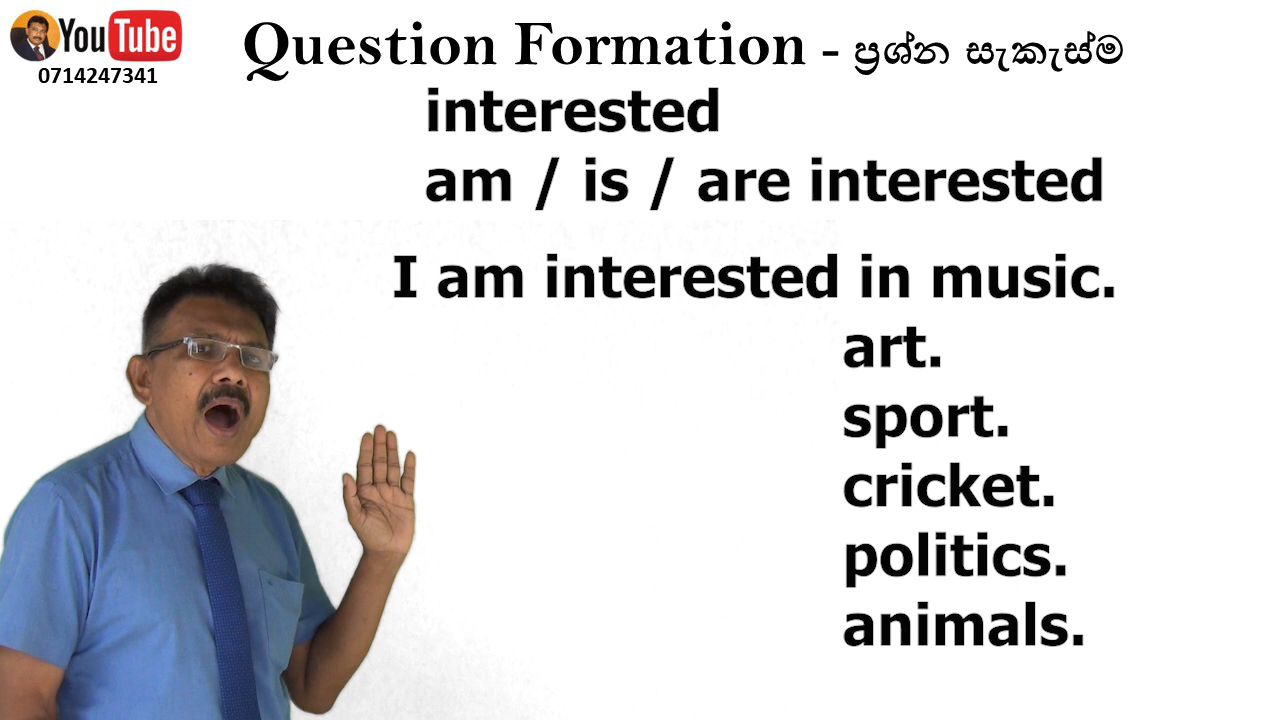 YouTube
0714247341
Question Formation - ප්‍රශ්න සැකැස්ම
interested
am / is / are interested
I am interested in music.
art.
sport.
cricket.
politics.
animals.